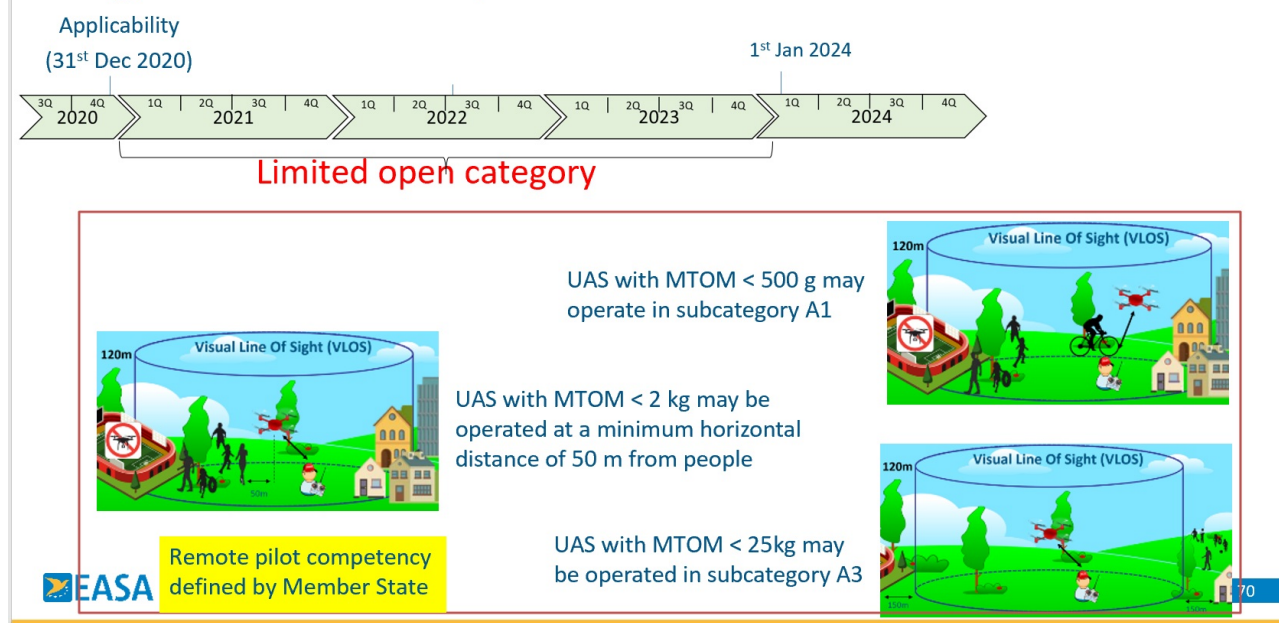 Applicability
(31st Dec 2020)
1st Jan 2024
3Q 4Q 1Q 2Q 3Q 4Q 1Q 2Q 3Q 4Q 1Q 2Q 3Q 4Q 1Q 2Q 3Q 4Q
2020 2021 2022 2023 2024
Limited open category
120m
Visual Line Of Sight (VLOS)
UAS with MTOM < 500 g may
operate in subcategory A1
120m
Visual Line Of Sight (VLOS)
50m
UAS with MTOM < 2 kg may be
operated at a minimum horizontal
distance of 50 m from people
120m
Visual Line Of Sight (VLOS)
150m
150m
UAS with MTOM < 25kg may
be operated in subcategory A3
Remote pilot competency
defined by Member State
EASA
70